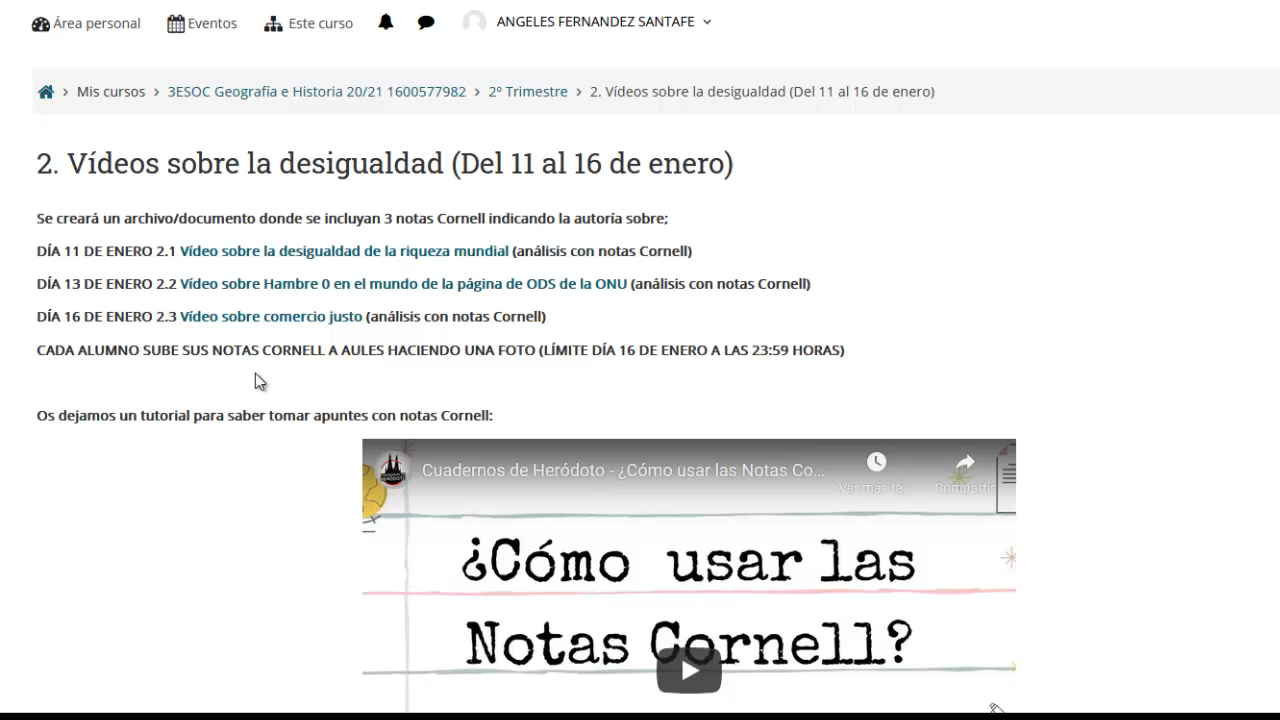 Área personal Eventos Este curso ANGELES FERNANDEZ SANTAFE
Mis cursos > 3ESOC Geografía e Historia 20/21 1600577982 > 2º Trimestre > 2. Vídeos sobre la desigualdad (Del 11 al 16 de enero)
2. Vídeos sobre la desigualdad (Del 11 al 16 de enero)
Se creará un archivo/documento donde se incluyan 3 notas Cornell indicando la autoría sobre;
DÍA 11 DE ENERO 2.1 Vídeo sobre la desigualdad de la riqueza mundial (análisis con notas Cornell)
DÍA 13 DE ENERO 2.2 Vídeo sobre Hambre 0 en el mundo de la página de ODS de la ONU (análisis con notas Cornell)
DÍA 16 DE ENERO 2.3 Vídeo sobre comercio justo (análisis con notas Cornell)
CADA ALUMNO SUBE SUS NOTAS CORNELL A AULES HACIENDO UNA FOTO (LÍMITE DÍA 16 DE ENERO A LAS 23:59 HORAS)
Os dejamos un tutorial para saber tomar apuntes con notas Cornell:
Cuadernos de Heródoto - ¿Cómo usar las Notas Co...
Ver más ta... Compartir
¿Cómo usar las
Notas Cornell?